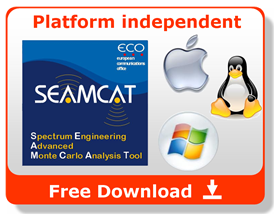 Platform independent
ECO
european
communications
office
SEAMCAT
Spectrum Engineering
Advanced
Monte Carlo Analysis Tool
Free Download